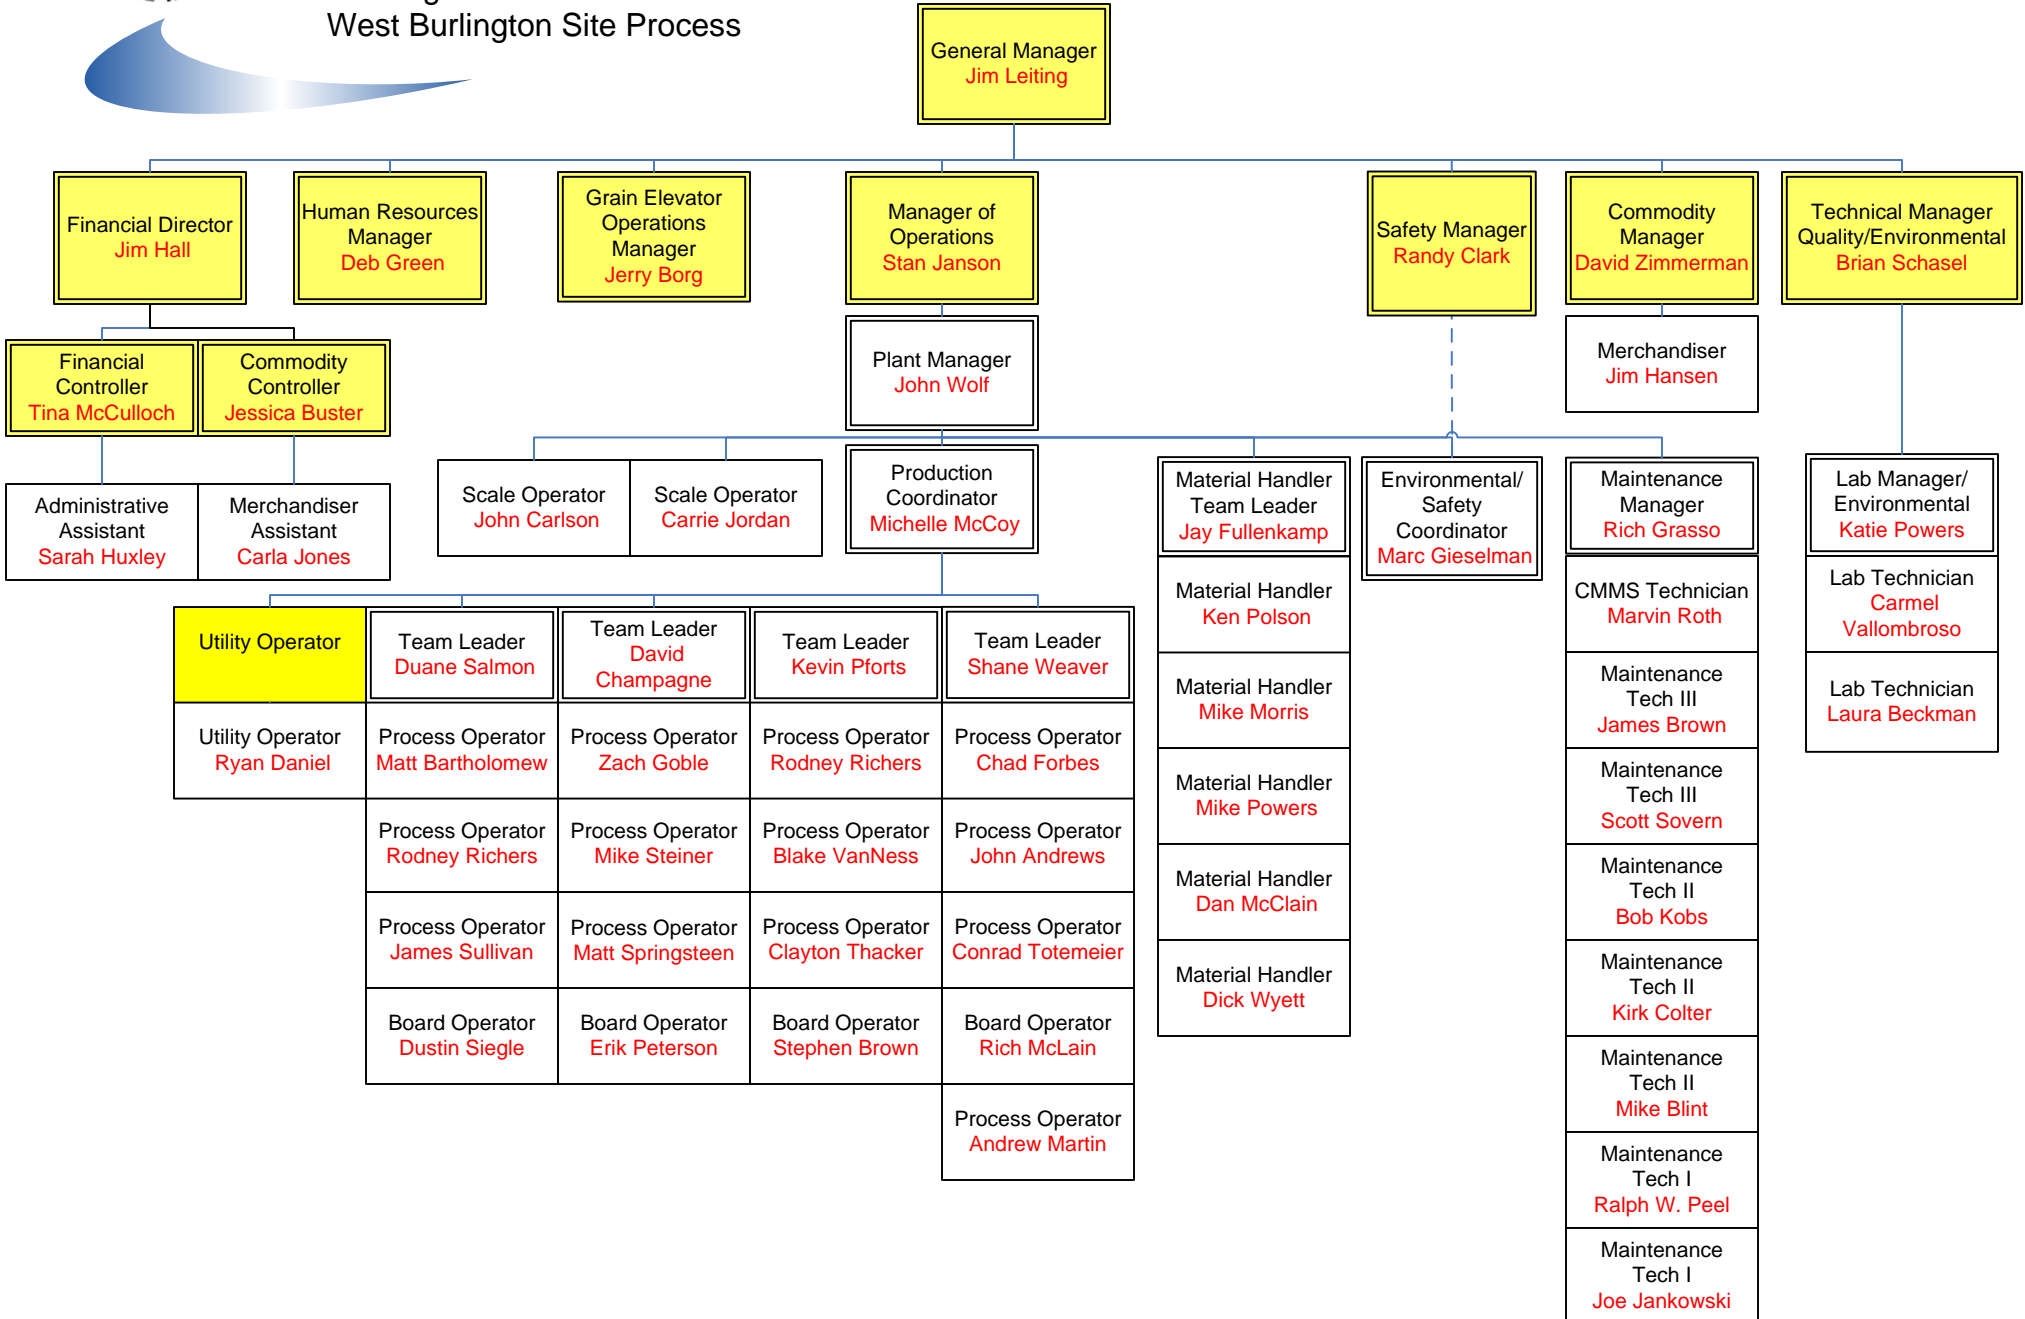 West Burlington Site Process
General Manager
Jim Leiting
Financial Director
Jim Hall
Human Resources
Manager
Deb Green
Grain Elevator
Operations
Manager
Jerry Borg
Manager of
Operations
Stan Janson
Safety Manager
Randy Clark
Commodity
Manager
David Zimmerman
Technical Manager
Quality/Environmental
Brian Schasel
Financial
Controller
Tina McCulloch
Commodity
Controller
Jessica Buster
Plant Manager
John Wolf
Merchandiser
Jim Hansen
Administrative
Assistant
Sarah Huxley
Merchandiser
Assistant
Carla Jones
Scale Operator
John Carlson
Scale Operator
Carrie Jordan
Production
Coordinator
Michelle McCoy
Material Handler
Team Leader
Jay Fullenkamp
Environmental/
Safety
Coordinator
Marc Gieselman
Maintenance
Manager
Rich Grasso
Lab Manager/
Environmental
Katie Powers
Utility Operator
Team Leader
Duane Salmon
Team Leader
David
Champagne
Team Leader
Kevin Pforts
Team Leader
Shane Weaver
Utility Operator
Ryan Daniel
Process Operator
Matt Bartholomew
Process Operator
Zach Goble
Process Operator
Rodney Richers
Process Operator
Chad Forbes
Process Operator
Rodney Richers
Process Operator
Mike Steiner
Process Operator
Blake VanNess
Process Operator
John Andrews
Process Operator
James Sullivan
Process Operator
Matt Springsteen
Process Operator
Clayton Thacker
Process Operator
Conrad Totemeier
Board Operator
Dustin Siegle
Board Operator
Erik Peterson
Board Operator
Stephen Brown
Board Operator
Rich McLain
Process Operator
Andrew Martin
Material Handler
Ken Polson
Material Handler
Mike Morris
Material Handler
Mike Powers
Material Handler
Dan McClain
Material Handler
Dick Wyett
CMMS Technician
Marvin Roth
Maintenance
Tech III
James Brown
Maintenance
Tech III
Scott Sovern
Maintenance
Tech II
Bob Kobs
Maintenance
Tech II
Kirk Colter
Maintenance
Tech II
Mike Blint
Maintenance
Tech I
Ralph W. Peel
Maintenance
Tech I
Joe Jankowski
Lab Technician
Carmel
Vallombroso
Lab Technician
Laura Beckman